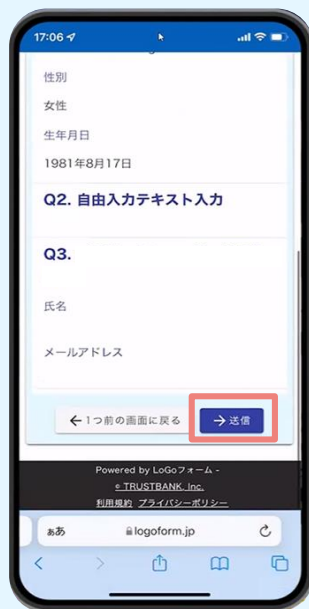 17:06
性別
女性
生年月日
1981年8月17日
Q2. 自由入力テキスト入力
Q3.
氏名
メールアドレス
←1つ前の画面に戻る →送信
Powered by LoGoフォーム -
© TRUSTBANK, Inc.
利用規約 プライバシーポリシー
ぁあ logoform.jp